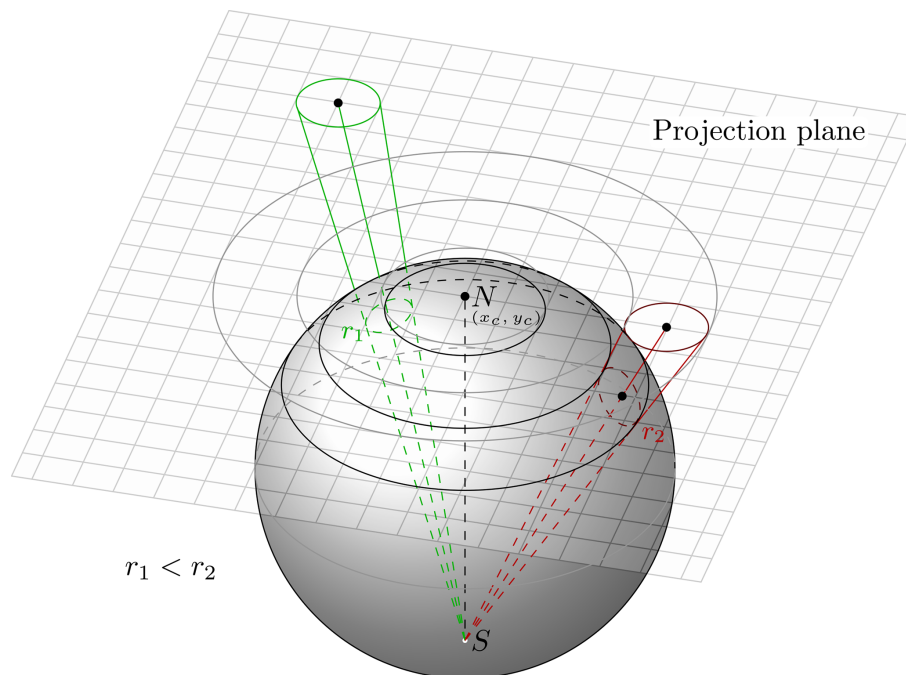 Projection plane
N
(x_c, y_c)
r_1
r_2
r_1 < r_2
S